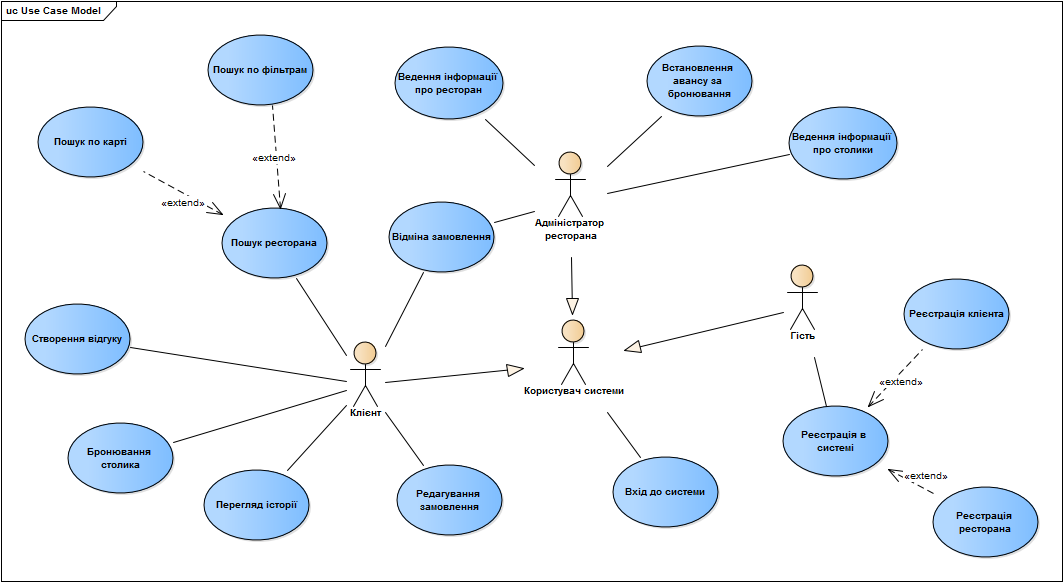 uc Use Case Model
Пошук по фільтрам
Ведення інформації
про ресторан
Встановлення
авансу за
бронювання
Пошук по карті
Ведення інформації
про столики
«extend»
«extend»
Адміністратор
ресторана
Пошук ресторана
Відміна замовлення
Гість
Реєстрація клієнта
Створення відгуку
Користувач системи
«extend»
Клієнт
Бронювання
столика
Реєстрація в
системі
«extend»
Перегляд історії
Редагування
замовлення
Вхід до системи
Реєстрація
ресторана